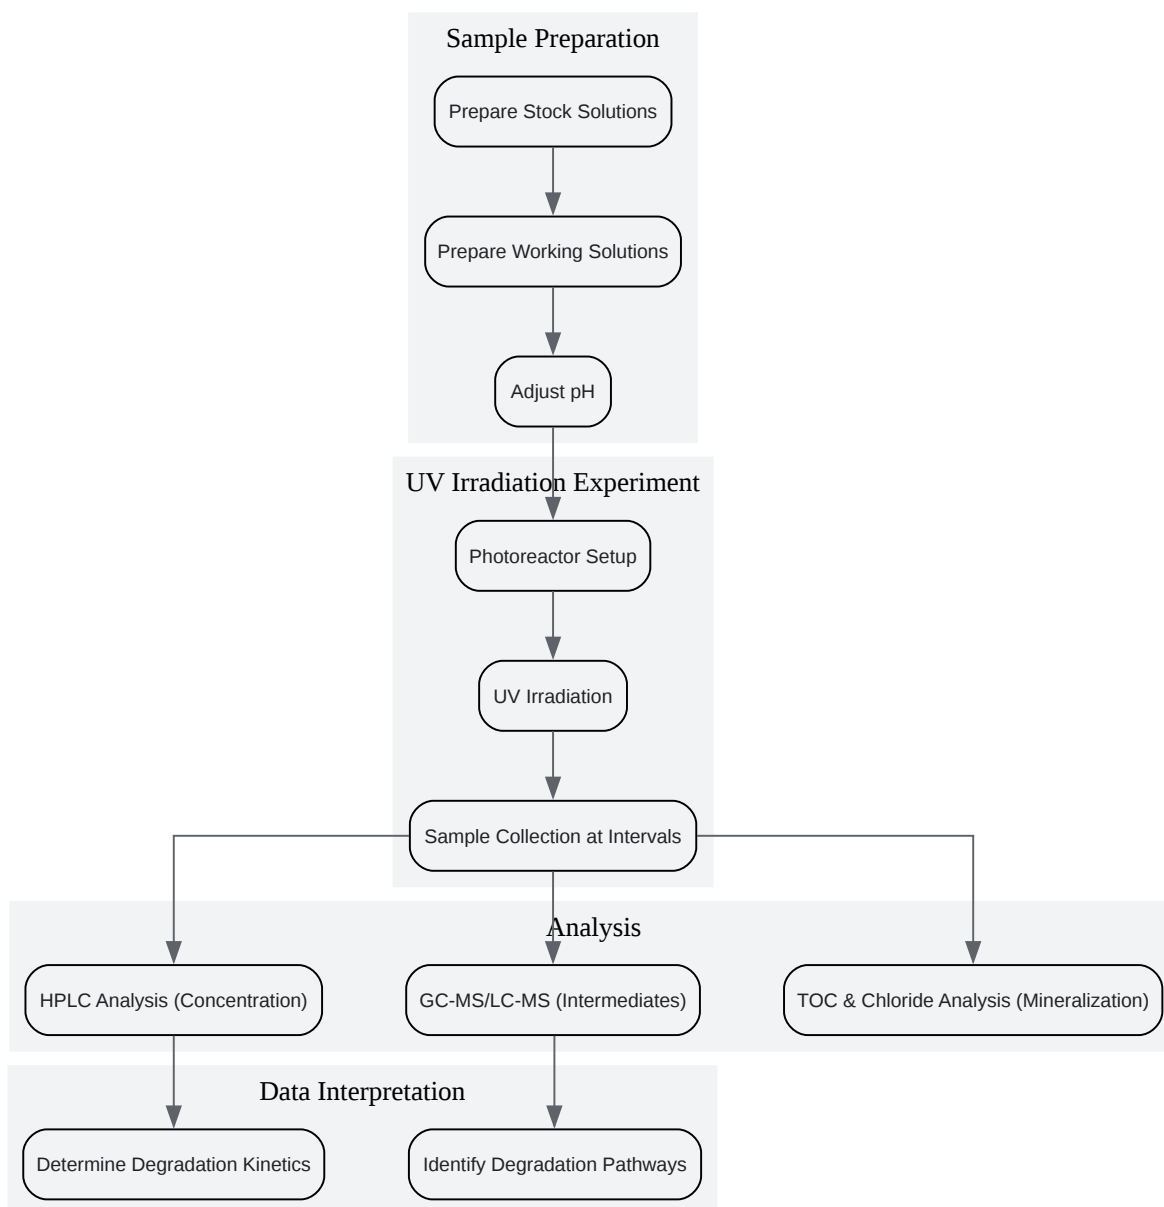 Sample Preparation
Prepare Stock Solutions
Prepare Working Solutions
Adjust pH
UV Irradiation Experiment
Photoreactor Setup
UV Irradiation
Sample Collection at Intervals
Analysis
HPLC Analysis (Concentration)
GC-MS/LC-MS (Intermediates)
TOC & Chloride Analysis (Mineralization)
Data Interpretation
Determine Degradation Kinetics
Identify Degradation Pathways